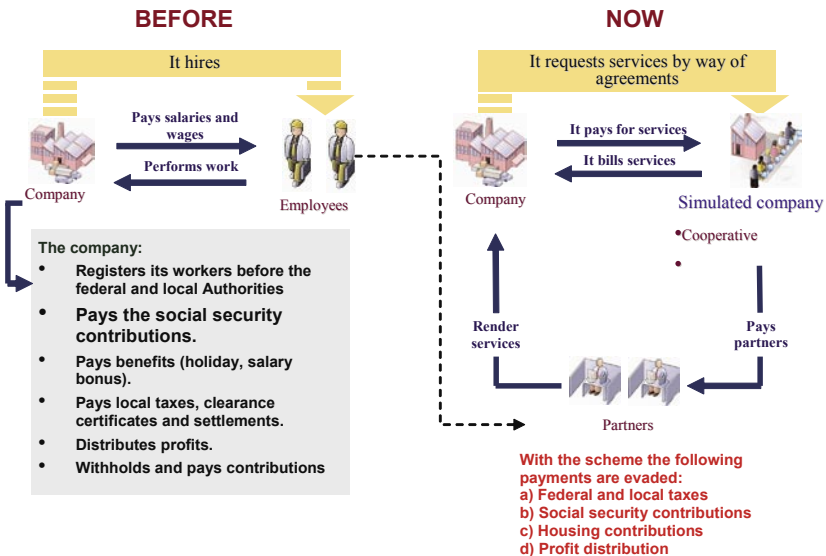 BEFORE
It hires
Pays salaries and
wages
Performs work
Company
Employees
The company:
• Registers its workers before the
federal and local Authorities
• Pays the social security
contributions.
• Pays benefits (holiday, salary
bonus).
• Pays local taxes, clearance
certificates and settlements.
• Distributes profits.
• Withholds and pays contributions
NOW
It requests services by way of
agreements
It pays for services
It bills services
Company
Simulated company
•Cooperative
•
Render
services
Pays
partners
Partners
With the scheme the following
payments are evaded:
a) Federal and local taxes
b) Social security contributions
c) Housing contributions
d) Profit distribution